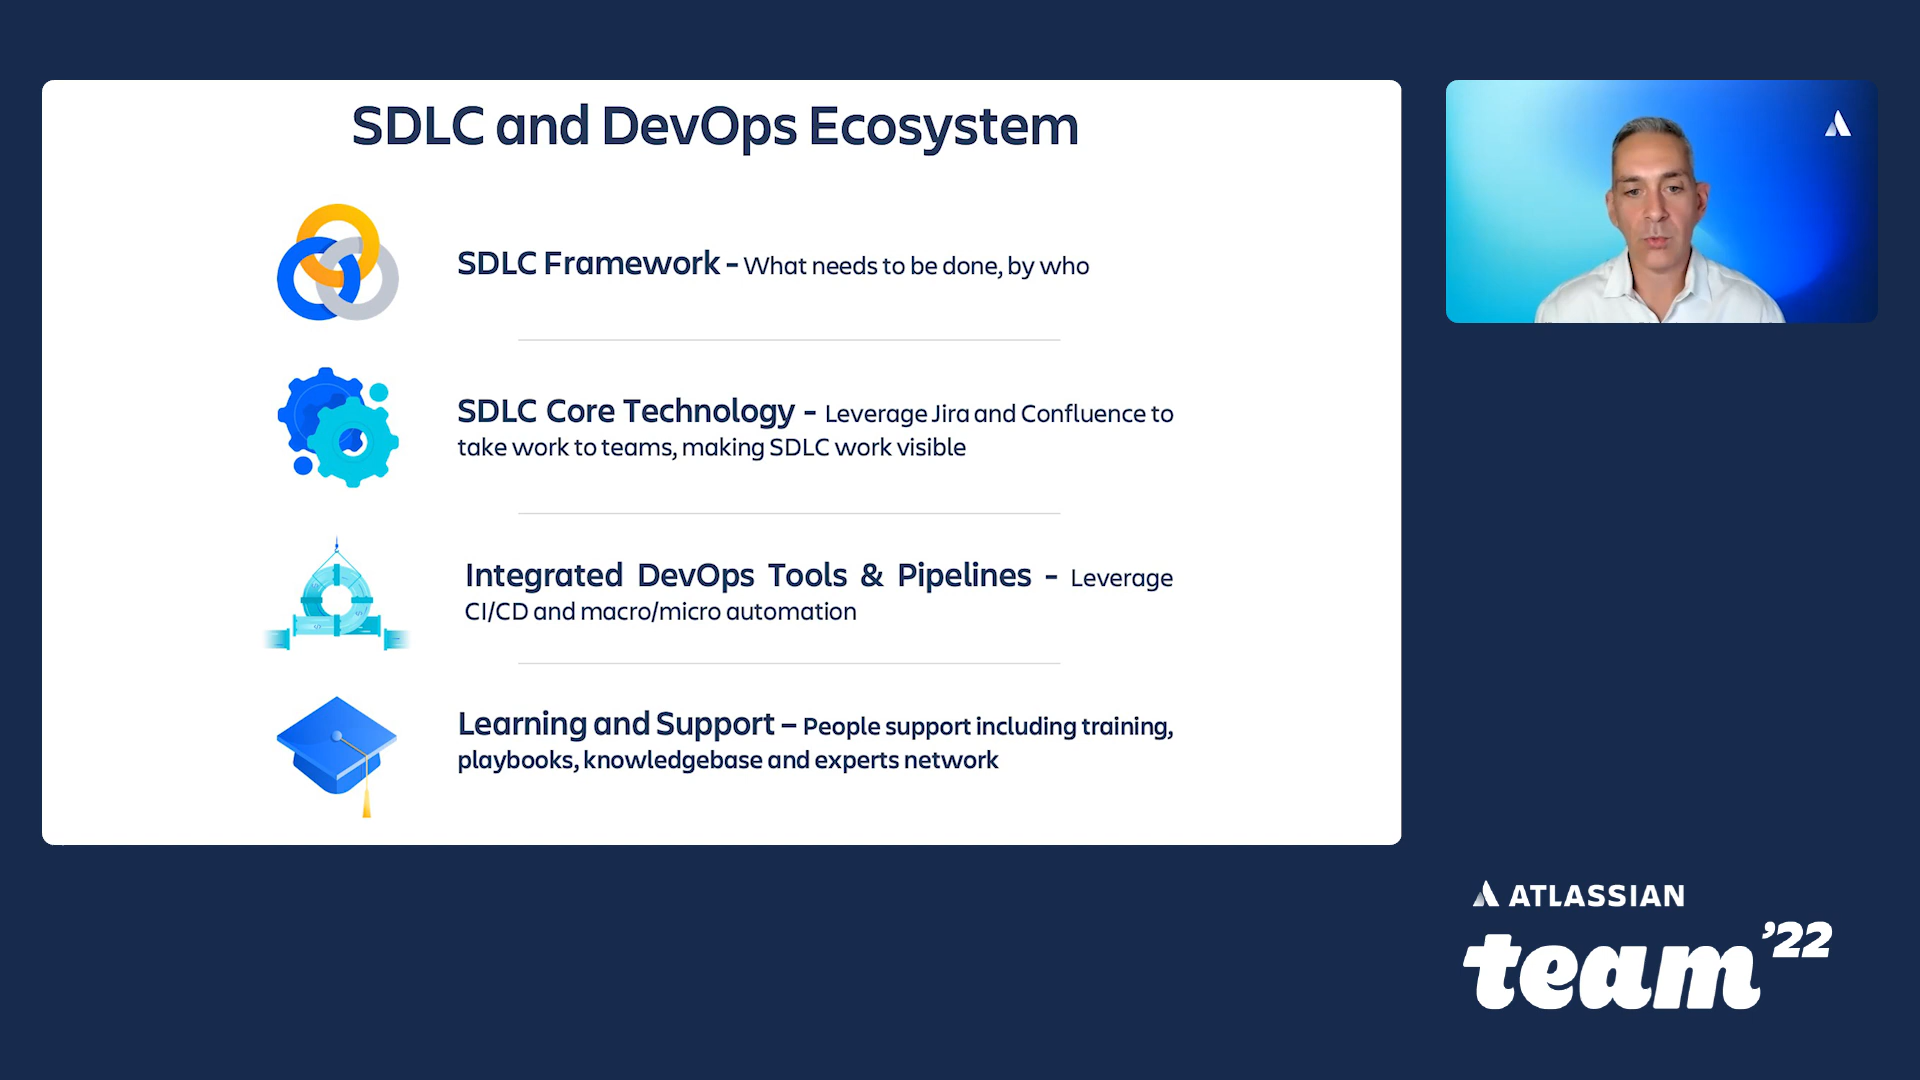 SDLC and DevOps Ecosystem
SDLC Framework - What needs to be done, by who
SDLC Core Technology - Leverage Jira and Confluence to
take work to teams, making SDLC work visible
Integrated DevOps Tools & Pipelines - Leverage
CI/CD and macro/micro automation
Learning and Support – People support including training,
playbooks, knowledgebase and experts network
ATLASSIAN
team '22